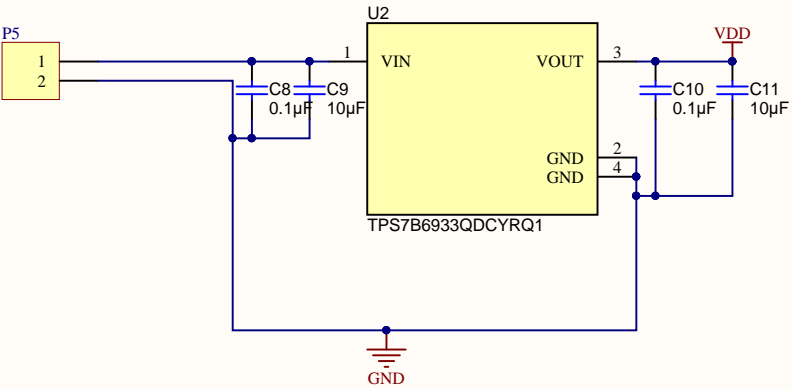 U2
P5
VDD
1
2
1
VIN
VOUT
3
C8
0.1µF
C9
10µF
C10
0.1µF
C11
10µF
GND
2
GND
4
TPS7B6933QDCYRQ1
GND